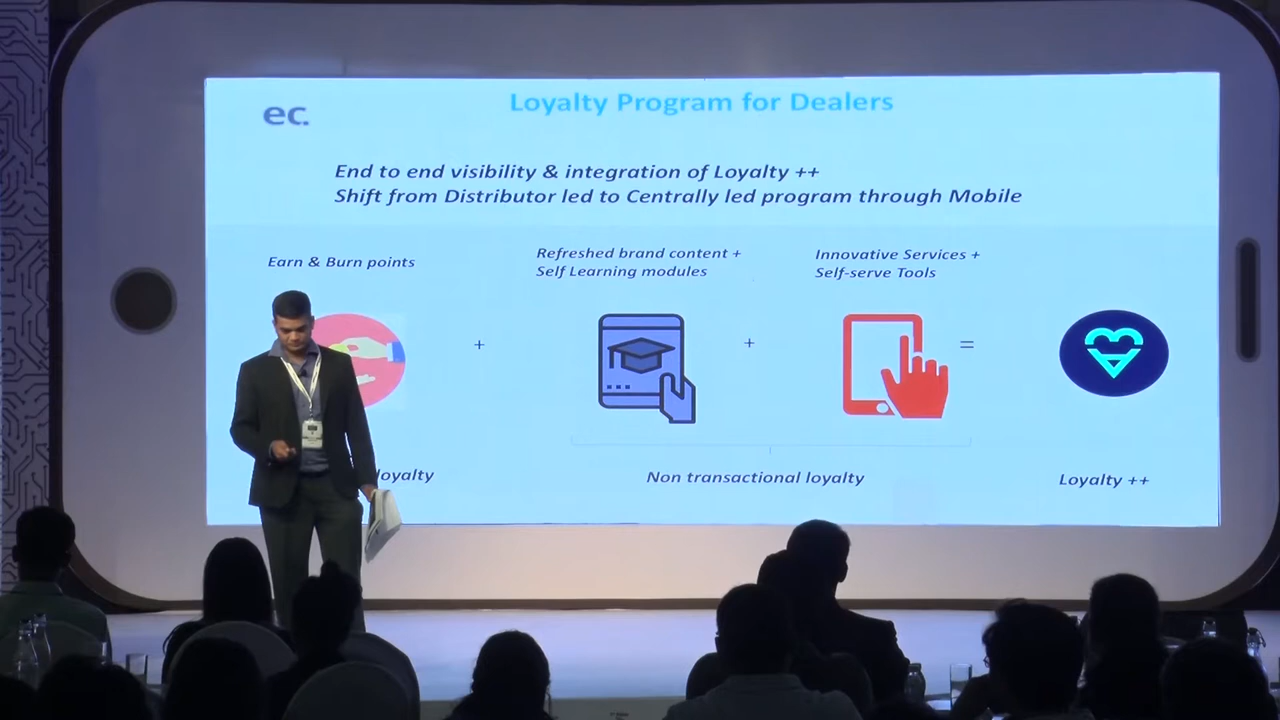 ec.
Loyalty Program for Dealers
End to end visibility & integration of Loyalty ++
Shift from Distributor led to Centrally led program through Mobile
Earn & Burn points
Refreshed brand content +
Self Learning modules
Innovative Services +
Self-serve Tools
+
+
=
loyalty
Non transactional loyalty
Loyalty ++